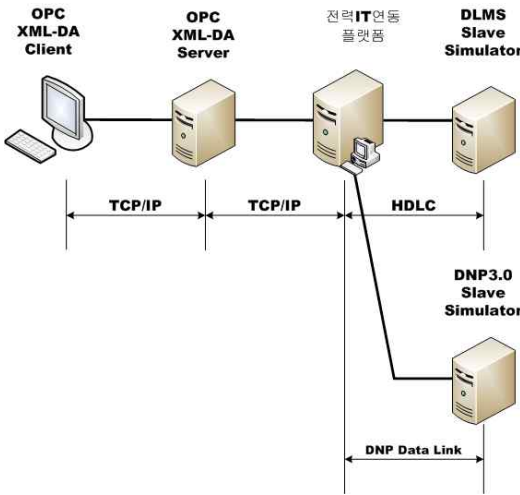 OPC
XML-DA
Client
OPC
XML-DA
Server
전력IT연동
플랫폼
DLMS
Slave
Simulator
TCP/IP
TCP/IP
HDLC
DNP3.0
Slave
Simulator
DNP Data Link